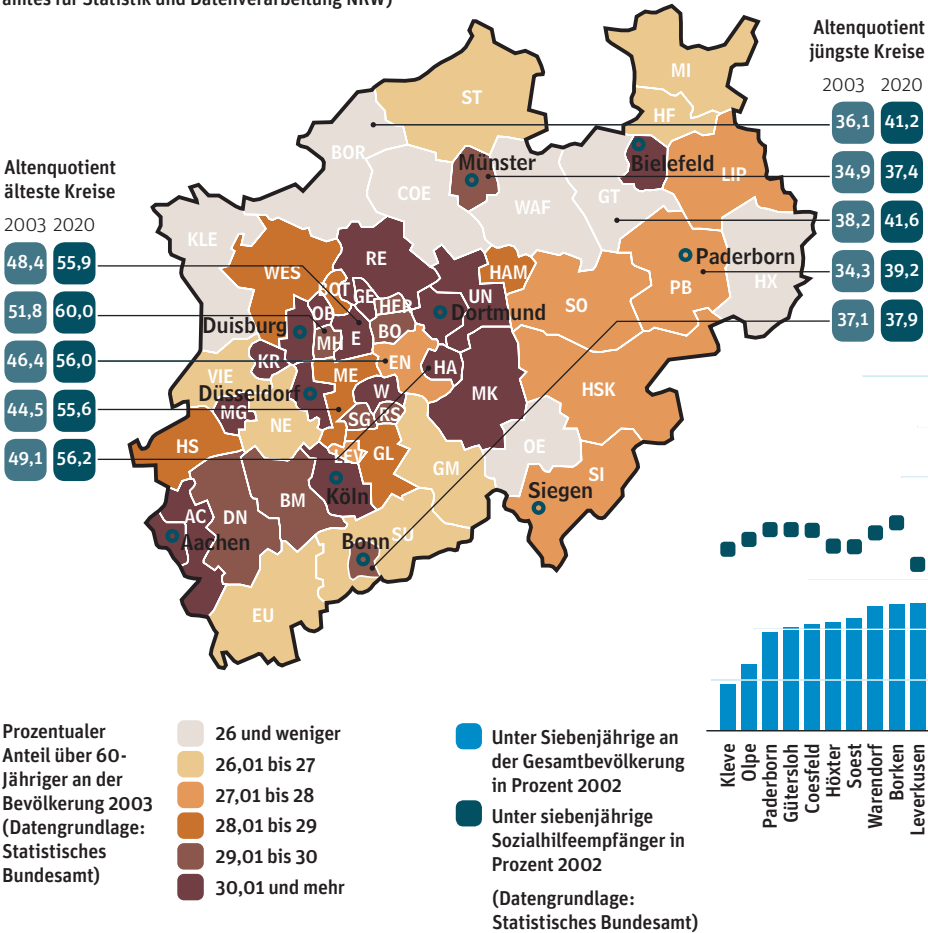 amtes für Statistik und Datenverarbeitung NRW)
Altenquotient
jüngste Kreise
2003 2020
36,1 41,2
34,9 37,4
38,2 41,6
34,3 39,2
37,1 37,9
Altenquotient
älteste Kreise
2003 2020
48,4 55,9
51,8 60,0
46,4 56,0
44,5 55,6
49,1 56,2
MI
ST
HF
BOR
Münster
Bielefeld
LIP
COE
WAF
GT
KLE
RE
Paderborn
WES
HAM
HX
BOT
GE
HER
UN
SO
PB
OB
Duisburg
Dortmund
MH
E
BO
KR
EN
HA
VIE
ME
HSK
Düsseldorf
W
MK
MG
SG
RS
NE
HS
LEV
GL
OE
GM
SI
Köln
Siegen
BM
AC
DN
Aachen
Bonn
SU
EU
Prozentualer
Anteil über 60-
Jähriger an der
Bevölkerung 2003
(Datengrundlage:
Statistisches
Bundesamt)
26 und weniger
26,01 bis 27
27,01 bis 28
28,01 bis 29
29,01 bis 30
30,01 und mehr
Unter Siebenjährige an
der Gesamtbevölkerung
in Prozent 2002
Unter siebenjährige
Sozialhilfeempfänger in
Prozent 2002
(Datengrundlage:
Statistisches Bundesamt)
Kleve
Olpe
Paderborn
Gütersloh
Coesfeld
Höxter
Soest
Warendorf
Borken
Leverkusen